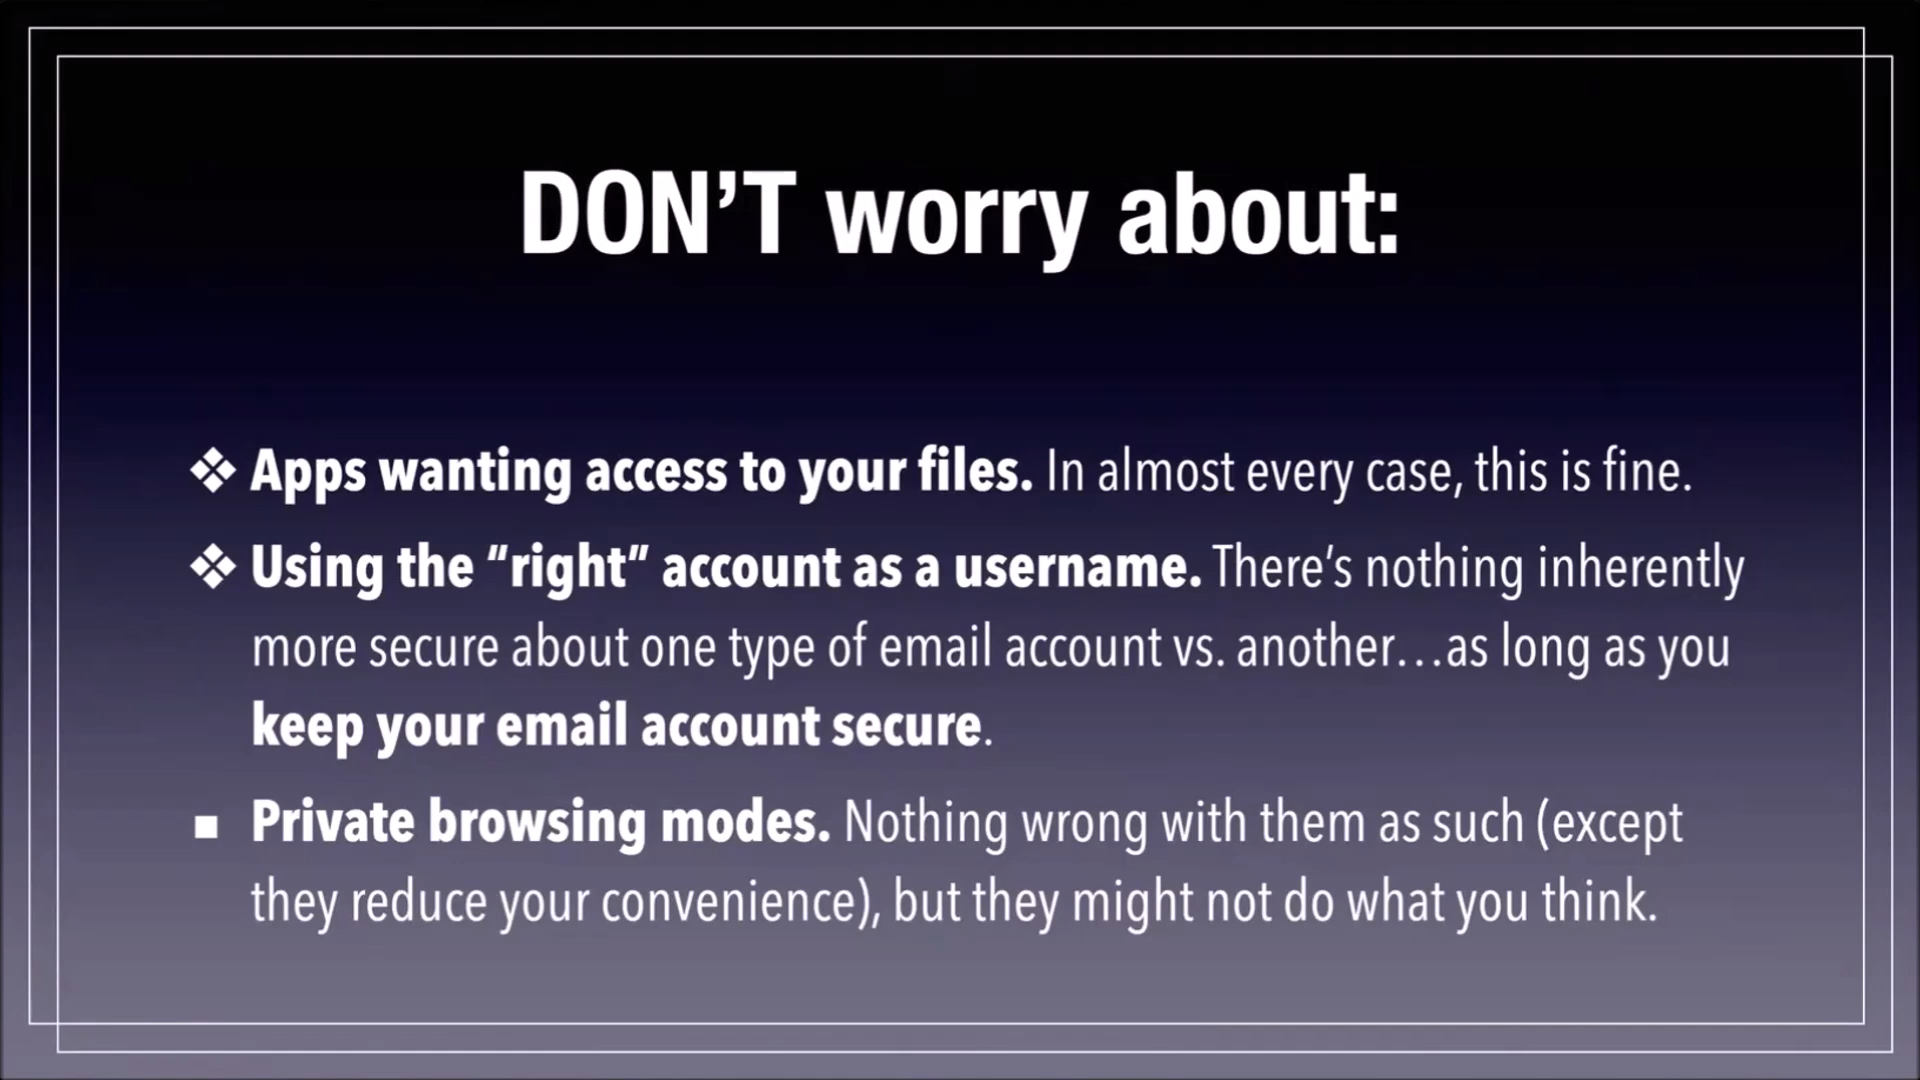 DON’T worry about:
❖ Apps wanting access to your files. In almost every case, this is fine.
❖ Using the “right” account as a username. There’s nothing inherently
more secure about one type of email account vs. another…as long as you
keep your email account secure.
▪ Private browsing modes. Nothing wrong with them as such (except
they reduce your convenience), but they might not do what you think.